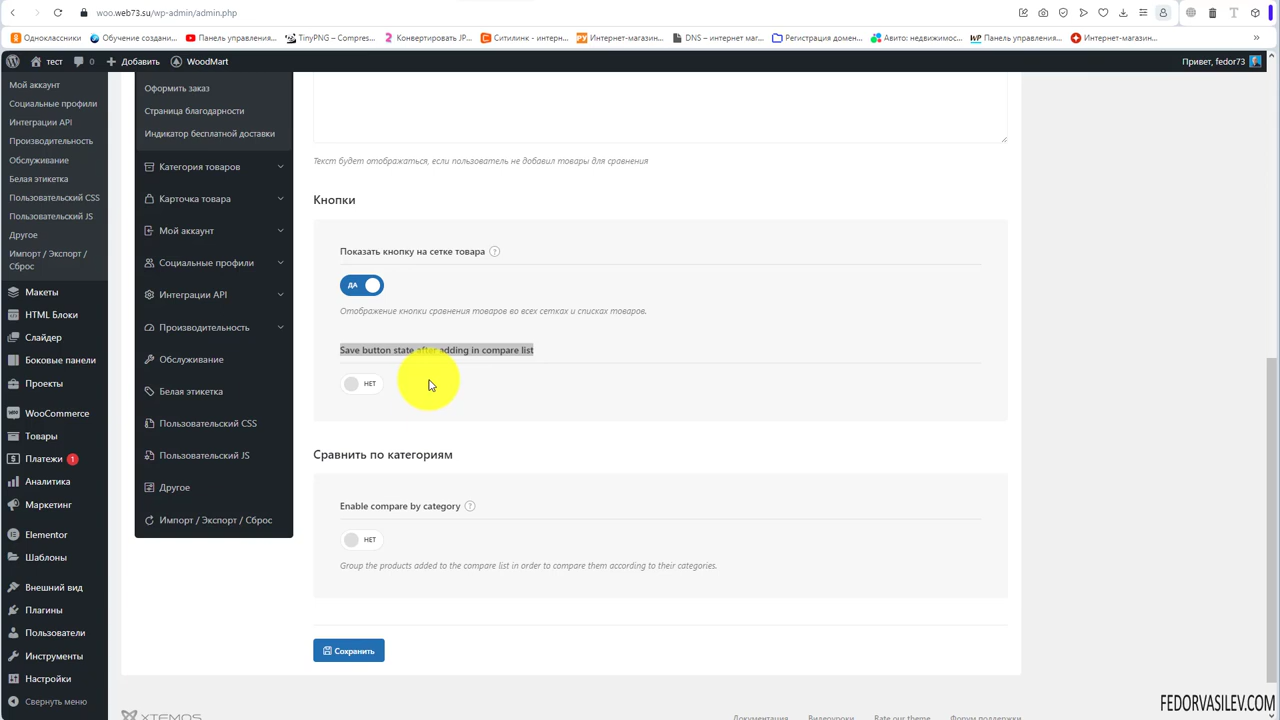 woo.web73.su/wp-admin/admin.php
Одноклассники
Обучение создани...
Панель управления...
TinyPNG – Compres...
Конвертировать JP...
Ситилинк - интерн...
Интернет-магазин...
DNS – интернет маг...
Регистрация домен...
Авито: недвижимос...
Панель управления...
Интернет-магазин...
тест
0
Добавить
WoodMart
Привет, fedor73
Мой аккаунт
Социальные профили
Интеграции API
Производительность
Обслуживание
Белая этикетка
Пользовательский CSS
Пользовательский JS
Другое
Импорт / Экспорт /
Сброс
Макеты
HTML Блоки
Слайдер
Боковые панели
Проекты
WooCommerce
Товары
Платежи 1
Аналитика
Маркетинг
Elementor
Шаблоны
Внешний вид
Плагины
Пользователи
Инструменты
Настройки
Свернуть меню
Оформить заказ
Страница благодарности
Индикатор бесплатной доставки
Категория товаров
Карточка товара
Мой аккаунт
Социальные профили
Интеграции API
Производительность
Обслуживание
Белая этикетка
Пользовательский CSS
Пользовательский JS
Другое
Импорт / Экспорт / Сброс
Текст будет отображаться, если пользователь не добавил товары для сравнения
Кнопки
Показать кнопку на сетке товара ?
ДА
Отображение кнопки сравнения товаров во всех сетках и списках товаров.
Save button state after adding in compare list
НЕТ
Сравнить по категориям
Enable compare by category ?
НЕТ
Group the products added to the compare list in order to compare them according to their categories.
Сохранить
XTEMOS
Документация
Видеоуроки
Rate our theme
Форум поддержки
FEDORVASILEV.COM